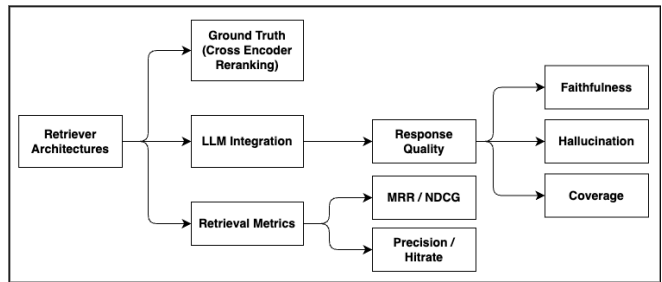 Ground Truth
(Cross Encoder
Reranking)
Retriever
Architectures
LLM Integration
Response
Quality
Faithfulness
Hallucination
Coverage
Retrieval Metrics
MRR / NDCG
Precision /
Hitrate